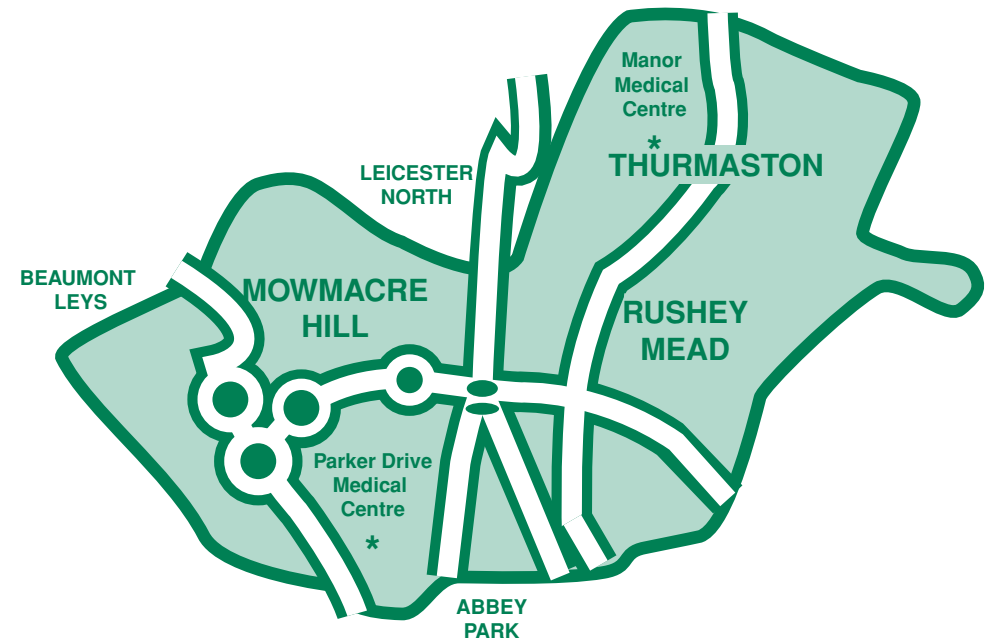 Manor
Medical
Centre
*
THURMASTON
LEICESTER
NORTH
BEAUMONT
LEYS
MOWMACRE
HILL
RUSHEY
MEAD
Parker Drive
Medical
Centre
*
ABBEY
PARK